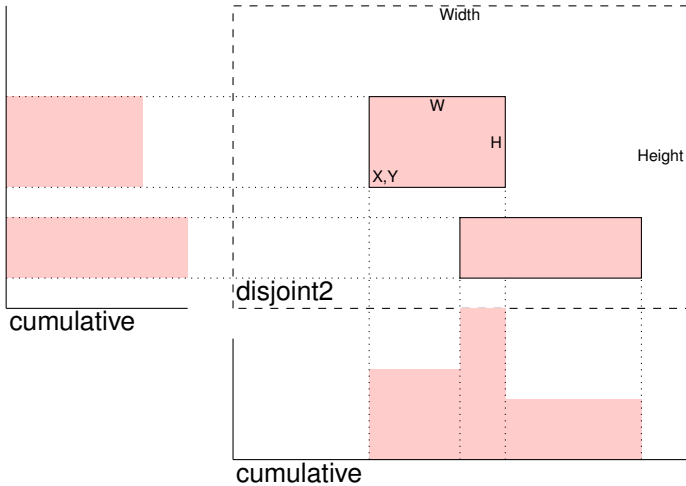 Width
W
H
X,Y
Height
disjoint2
cumulative
cumulative